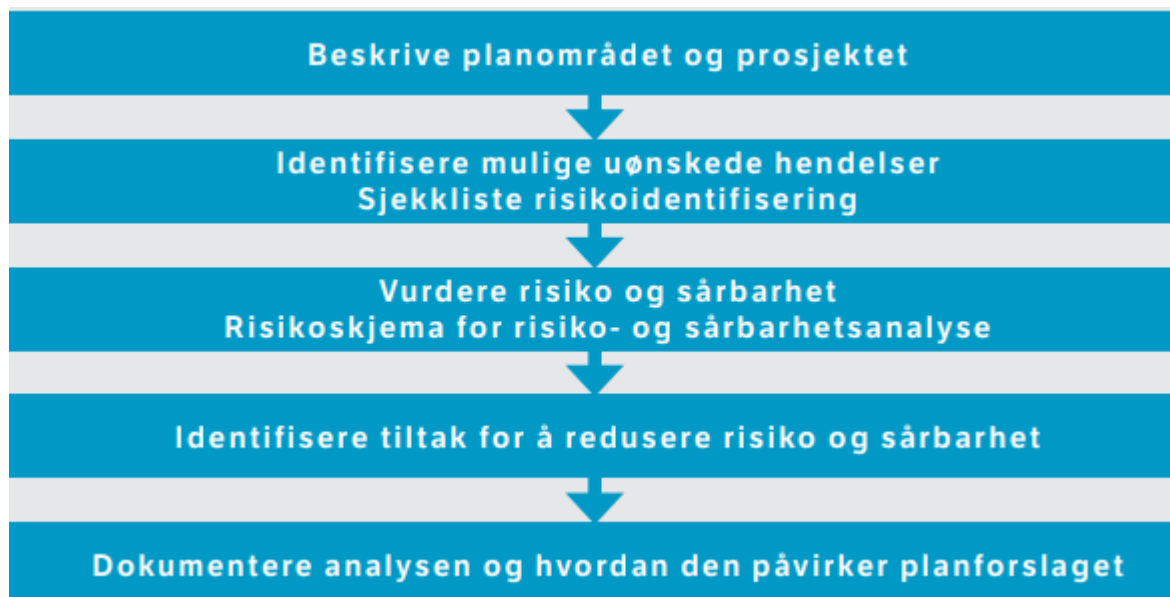 Beskrive planområdet og prosjektet
Identifisere mulige uønskede hendelser
Sjekkliste risikoidentifisering
Vurdere risiko og sårbarhet
Risikoskjema for risiko- og sårbarhetsanalyse
Identifisere tiltak for å redusere risiko og sårbarhet
Dokumentere analysen og hvordan den påvirker planforslaget